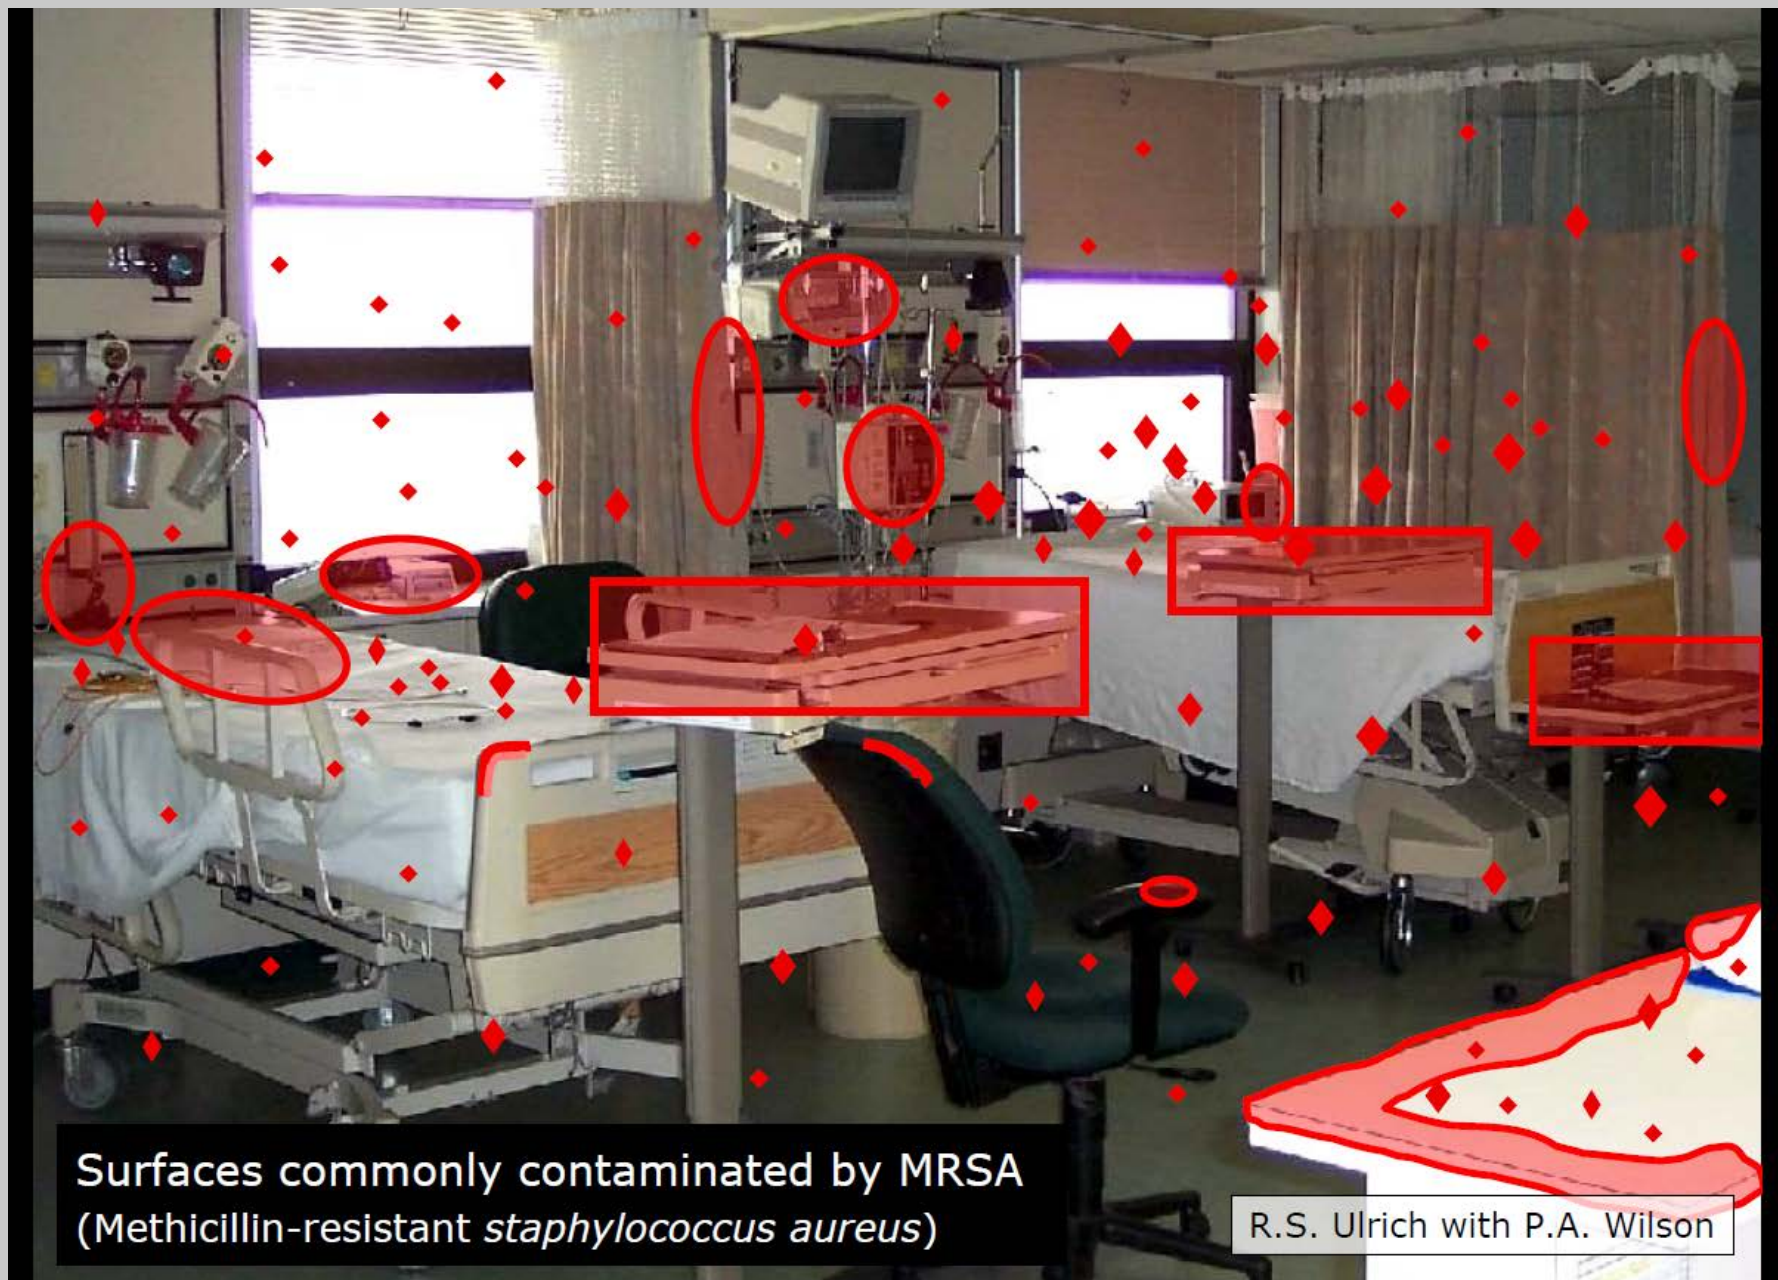 Surfaces commonly contaminated by MRSA
(Methicillin-resistant staphylococcus aureus)
R.S. Ulrich with P.A. Wilson